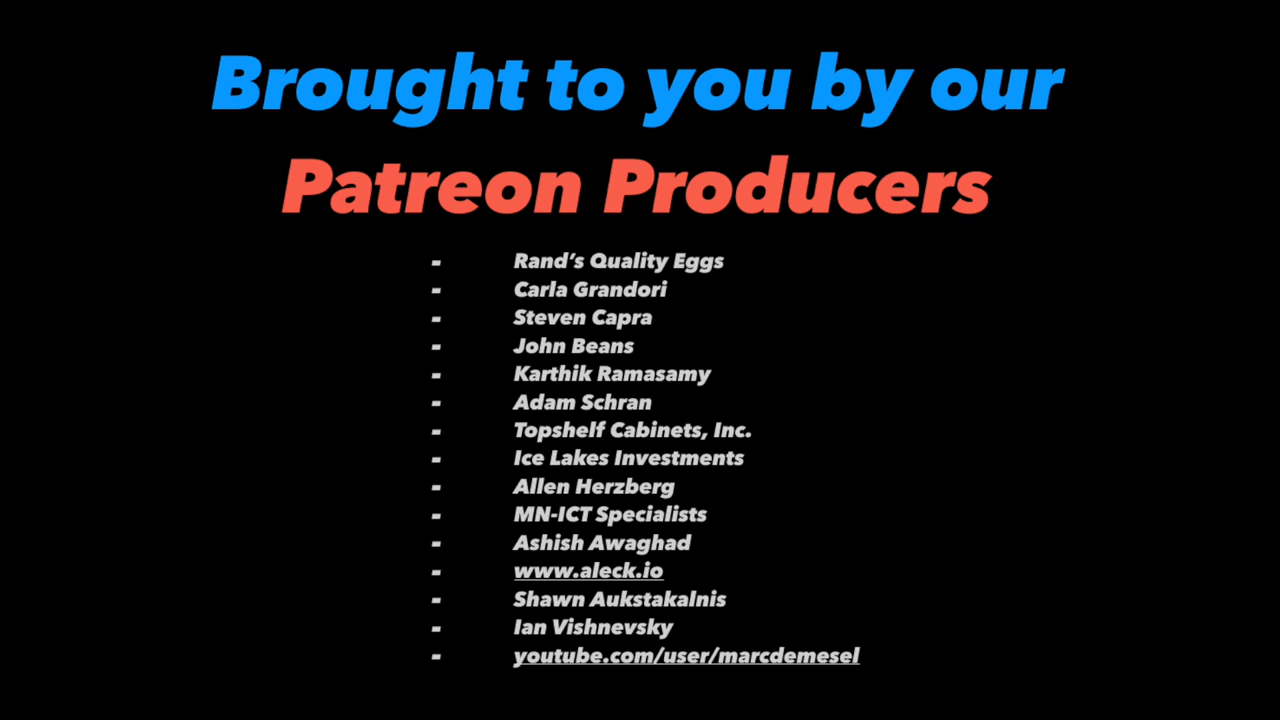 Brought to you by our
Patreon Producers
- Rand’s Quality Eggs
- Carla Grandori
- Steven Capra
- John Beans
- Karthik Ramasamy
- Adam Schran
- Topshelf Cabinets, Inc.
- Ice Lakes Investments
- Allen Herzberg
- MN-ICT Specialists
- Ashish Awaghad
- www.aleck.io
- Shawn Aukstakalnis
- Ian Vishnevsky
- youtube.com/user/marcdemesel